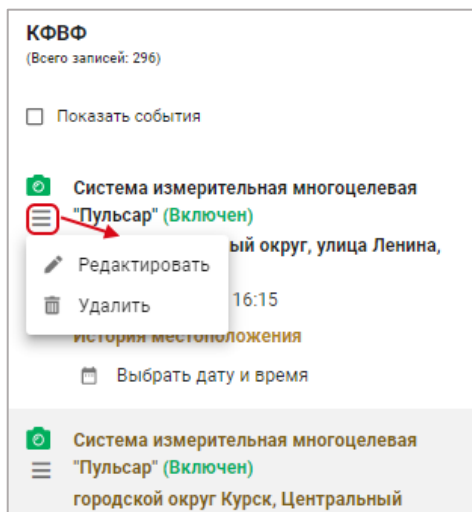 КФВФ
(Всего записей: 296)
Показать события
Система измерительная многоцелевая
"Пульсар" (Включен)
округ, улица Ленина,
Редактировать
Удалить
16:15
История местоположения
Выбрать дату и время
Система измерительная многоцелевая
"Пульсар" (Включен)
городской округ Курск, Центральный